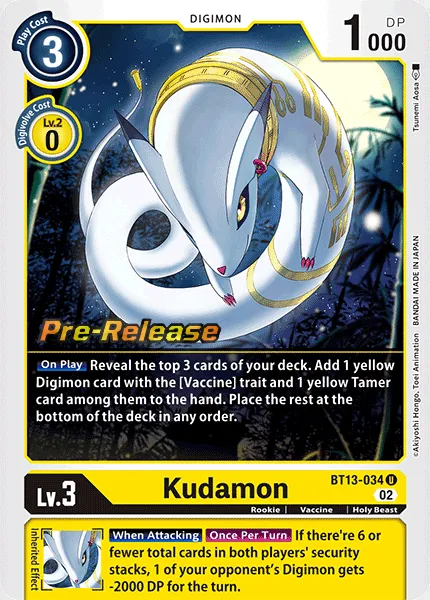 DIGIMON
Play Cost
3
DP
1000
Digivolve Cost
Lv.2
0
Tsunemi Aosa
©Akiyoshi Hongo, Toei Animation BANDAI MADE IN JAPAN
Pre-Release
On Play Reveal the top 3 cards of your deck. Add 1 yellow
Digimon card with the [Vaccine] trait and 1 yellow Tamer
card among them to the hand. Place the rest at the
bottom of the deck in any order.
Lv.3
Kudamon
BT13-034 U
02
Rookie | Vaccine | Holy Beast
Inherited Effect
When Attacking Once Per Turn If there're 6 or
fewer total cards in both players' security
stacks, 1 of your opponent's Digimon gets
-2000 DP for the turn.